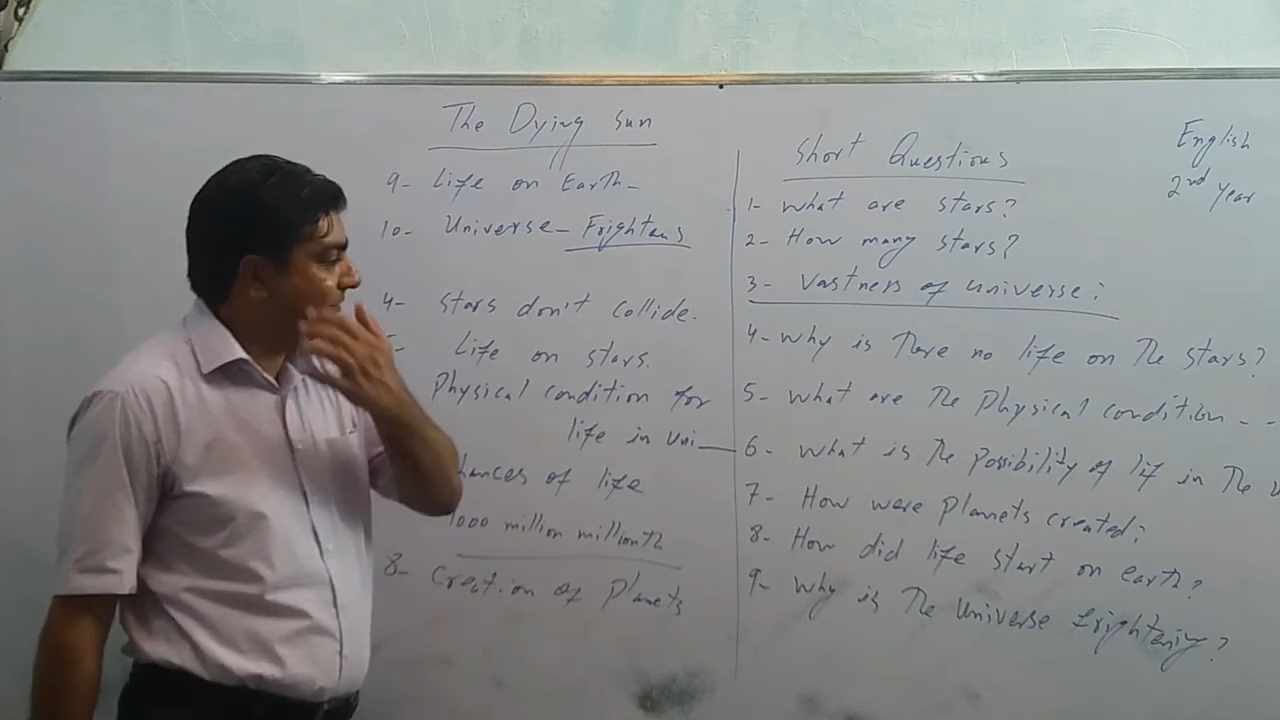 The Dying Sun
9- Life on Earth-
10- Universe- Frightens
4- Stars don't Collide.
Life on stars.
Physical condition for
life in Uni
hances of life
1000 million millionth
8- Creation of Planets
Short Questions
1- What are stars?
2- How many stars?
3- Vastness of universe:
4- Why is There no life on The stars?
5- What are The Physical condition - -
6- What is The Possibility of lif in The
7- How were Planets created;
8- How did life start on earth?
9- Why is The Universe frightening?
English
2nd Year